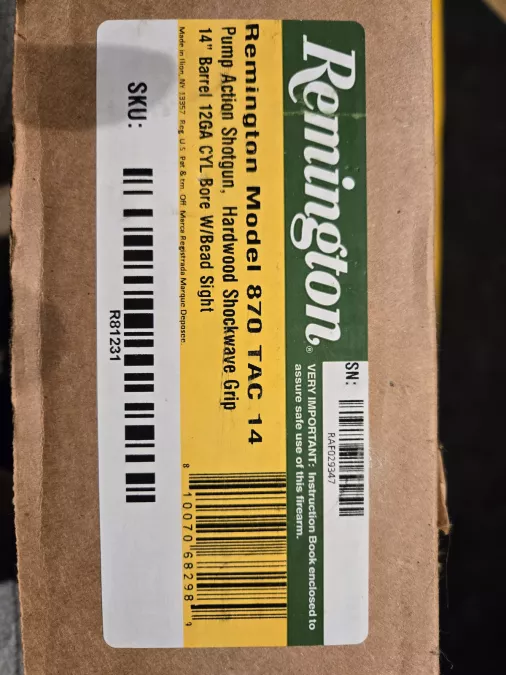 Remington®
SN:
RAF029347
VERY IMPORTANT: Instruction Book enclosed to
assure safe use of this firearm.
Remington Model 870 TAC 14
Pump Action Shotgun, Hardwood Shockwave Grip
14" Barrel 12GA CYL Bore W/Bead Sight
8 10070 68298 9
Made in Ilion, NY 13357 Reg. U.S. Pat & tm. Off. Marca Registrada Marque Deposee.
SKU:
R81231